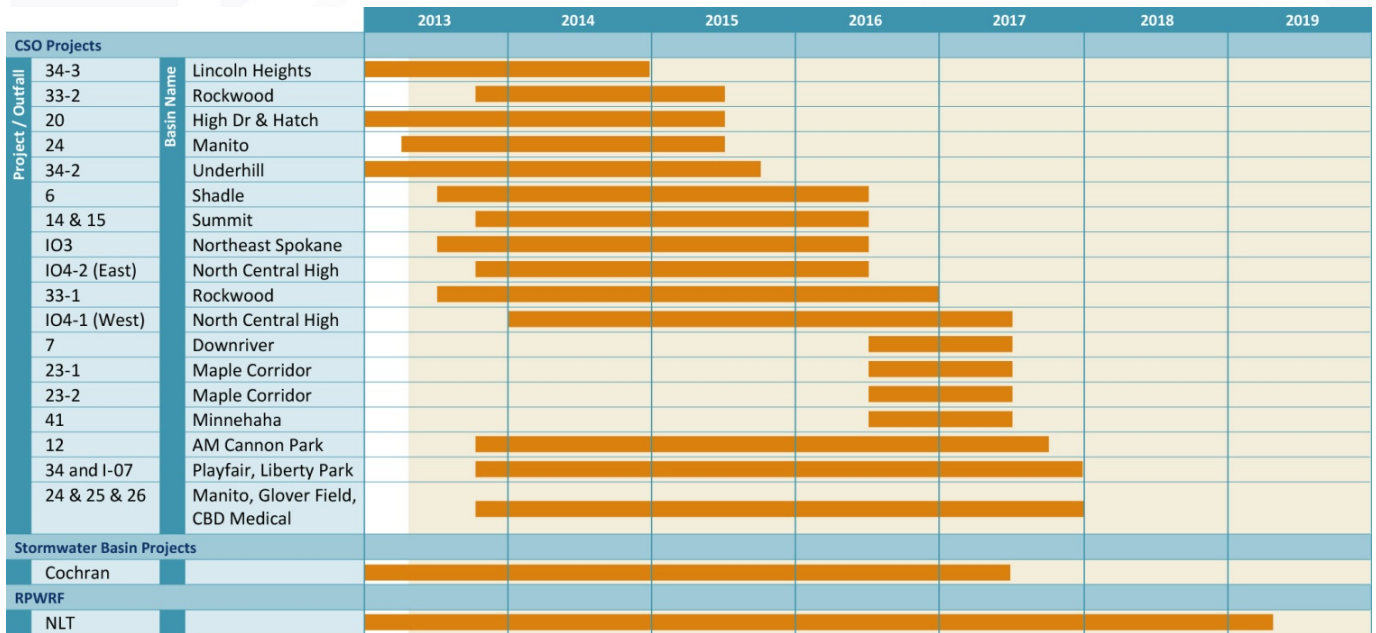 2013 2014 2015 2016 2017 2018 2019
CSO Projects
Project / Outfall
Basin Name
34-3 Lincoln Heights
33-2 Rockwood
20 High Dr & Hatch
24 Manito
34-2 Underhill
6 Shadle
14 & 15 Summit
IO3 Northeast Spokane
IO4-2 (East) North Central High
33-1 Rockwood
IO4-1 (West) North Central High
7 Downriver
23-1 Maple Corridor
23-2 Maple Corridor
41 Minnehaha
12 AM Cannon Park
34 and I-07 Playfair, Liberty Park
24 & 25 & 26 Manito, Glover Field,
CBD Medical
Stormwater Basin Projects
Cochran
RPWRF
NLT